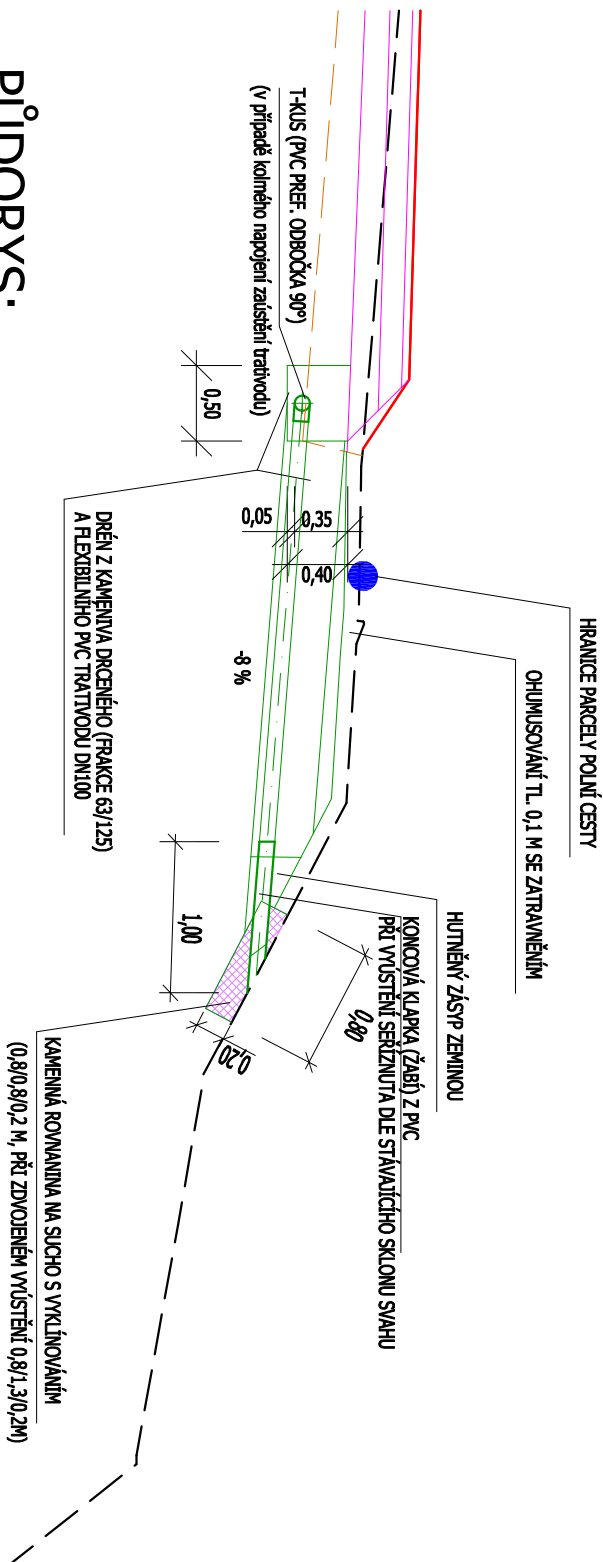 HRANICE PARCELY POLNÍ CESTY
OHUMUSOVÁNÍ TL. 0,1 M SE ZATRAVNĚNÍM
HUTNĚNÝ ZÁSYP ZEMINOU
KONCOVÁ KLAPKA (ŽABÍ) Z PVC
PŘI VYÚSTĚNÍ SEŘÍZNUTA DLE STÁVAJÍCÍHO SKLONU SVAHU
T-KUS (PVC PREF. ODBOČKA 90°)
(v případě kolmého napojení zaústění trativodu)
0,50
0,05
0,35
0,40
-8 %
0,80
1,00
0,20
DRÉN Z KAMENIVA DRCENÉHO (FRAKCE 63/125)
A FLEXIBILNÍHO PVC TRATIVODU DN100
KAMENNÁ ROVNANINA NA SUCHO S VYKLÍNOVÁNÍM
(0,8/0,8/0,2 M, PŘI ZDVOJENÉM VYÚSTĚNÍ 0,8/1,3/0,2M)
PŮDORYS: